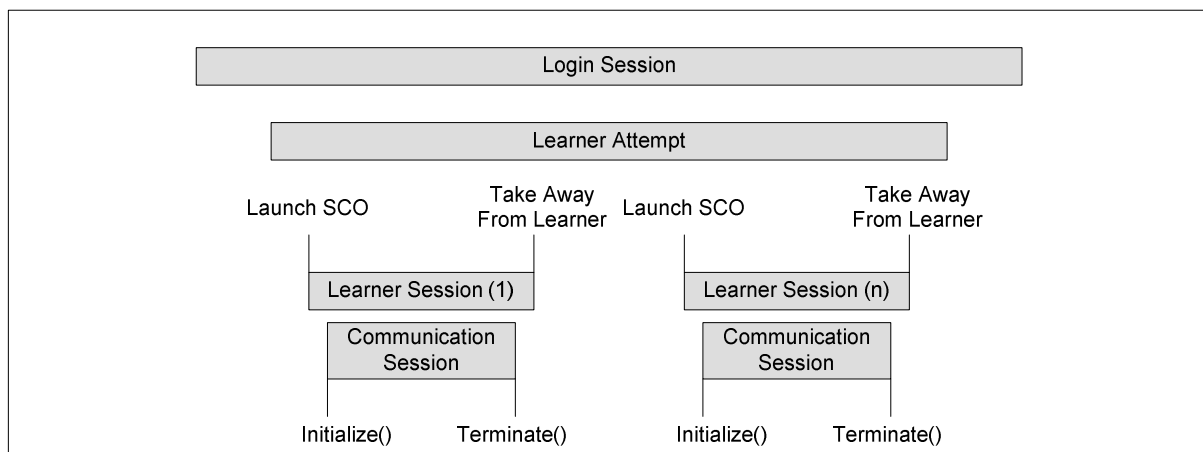 Login Session
Learner Attempt
Launch SCO
Take Away
From Learner
Launch SCO
Take Away
From Learner
Learner Session (1)
Learner Session (n)
Communication
Session
Communication
Session
Initialize()
Terminate()
Initialize()
Terminate()